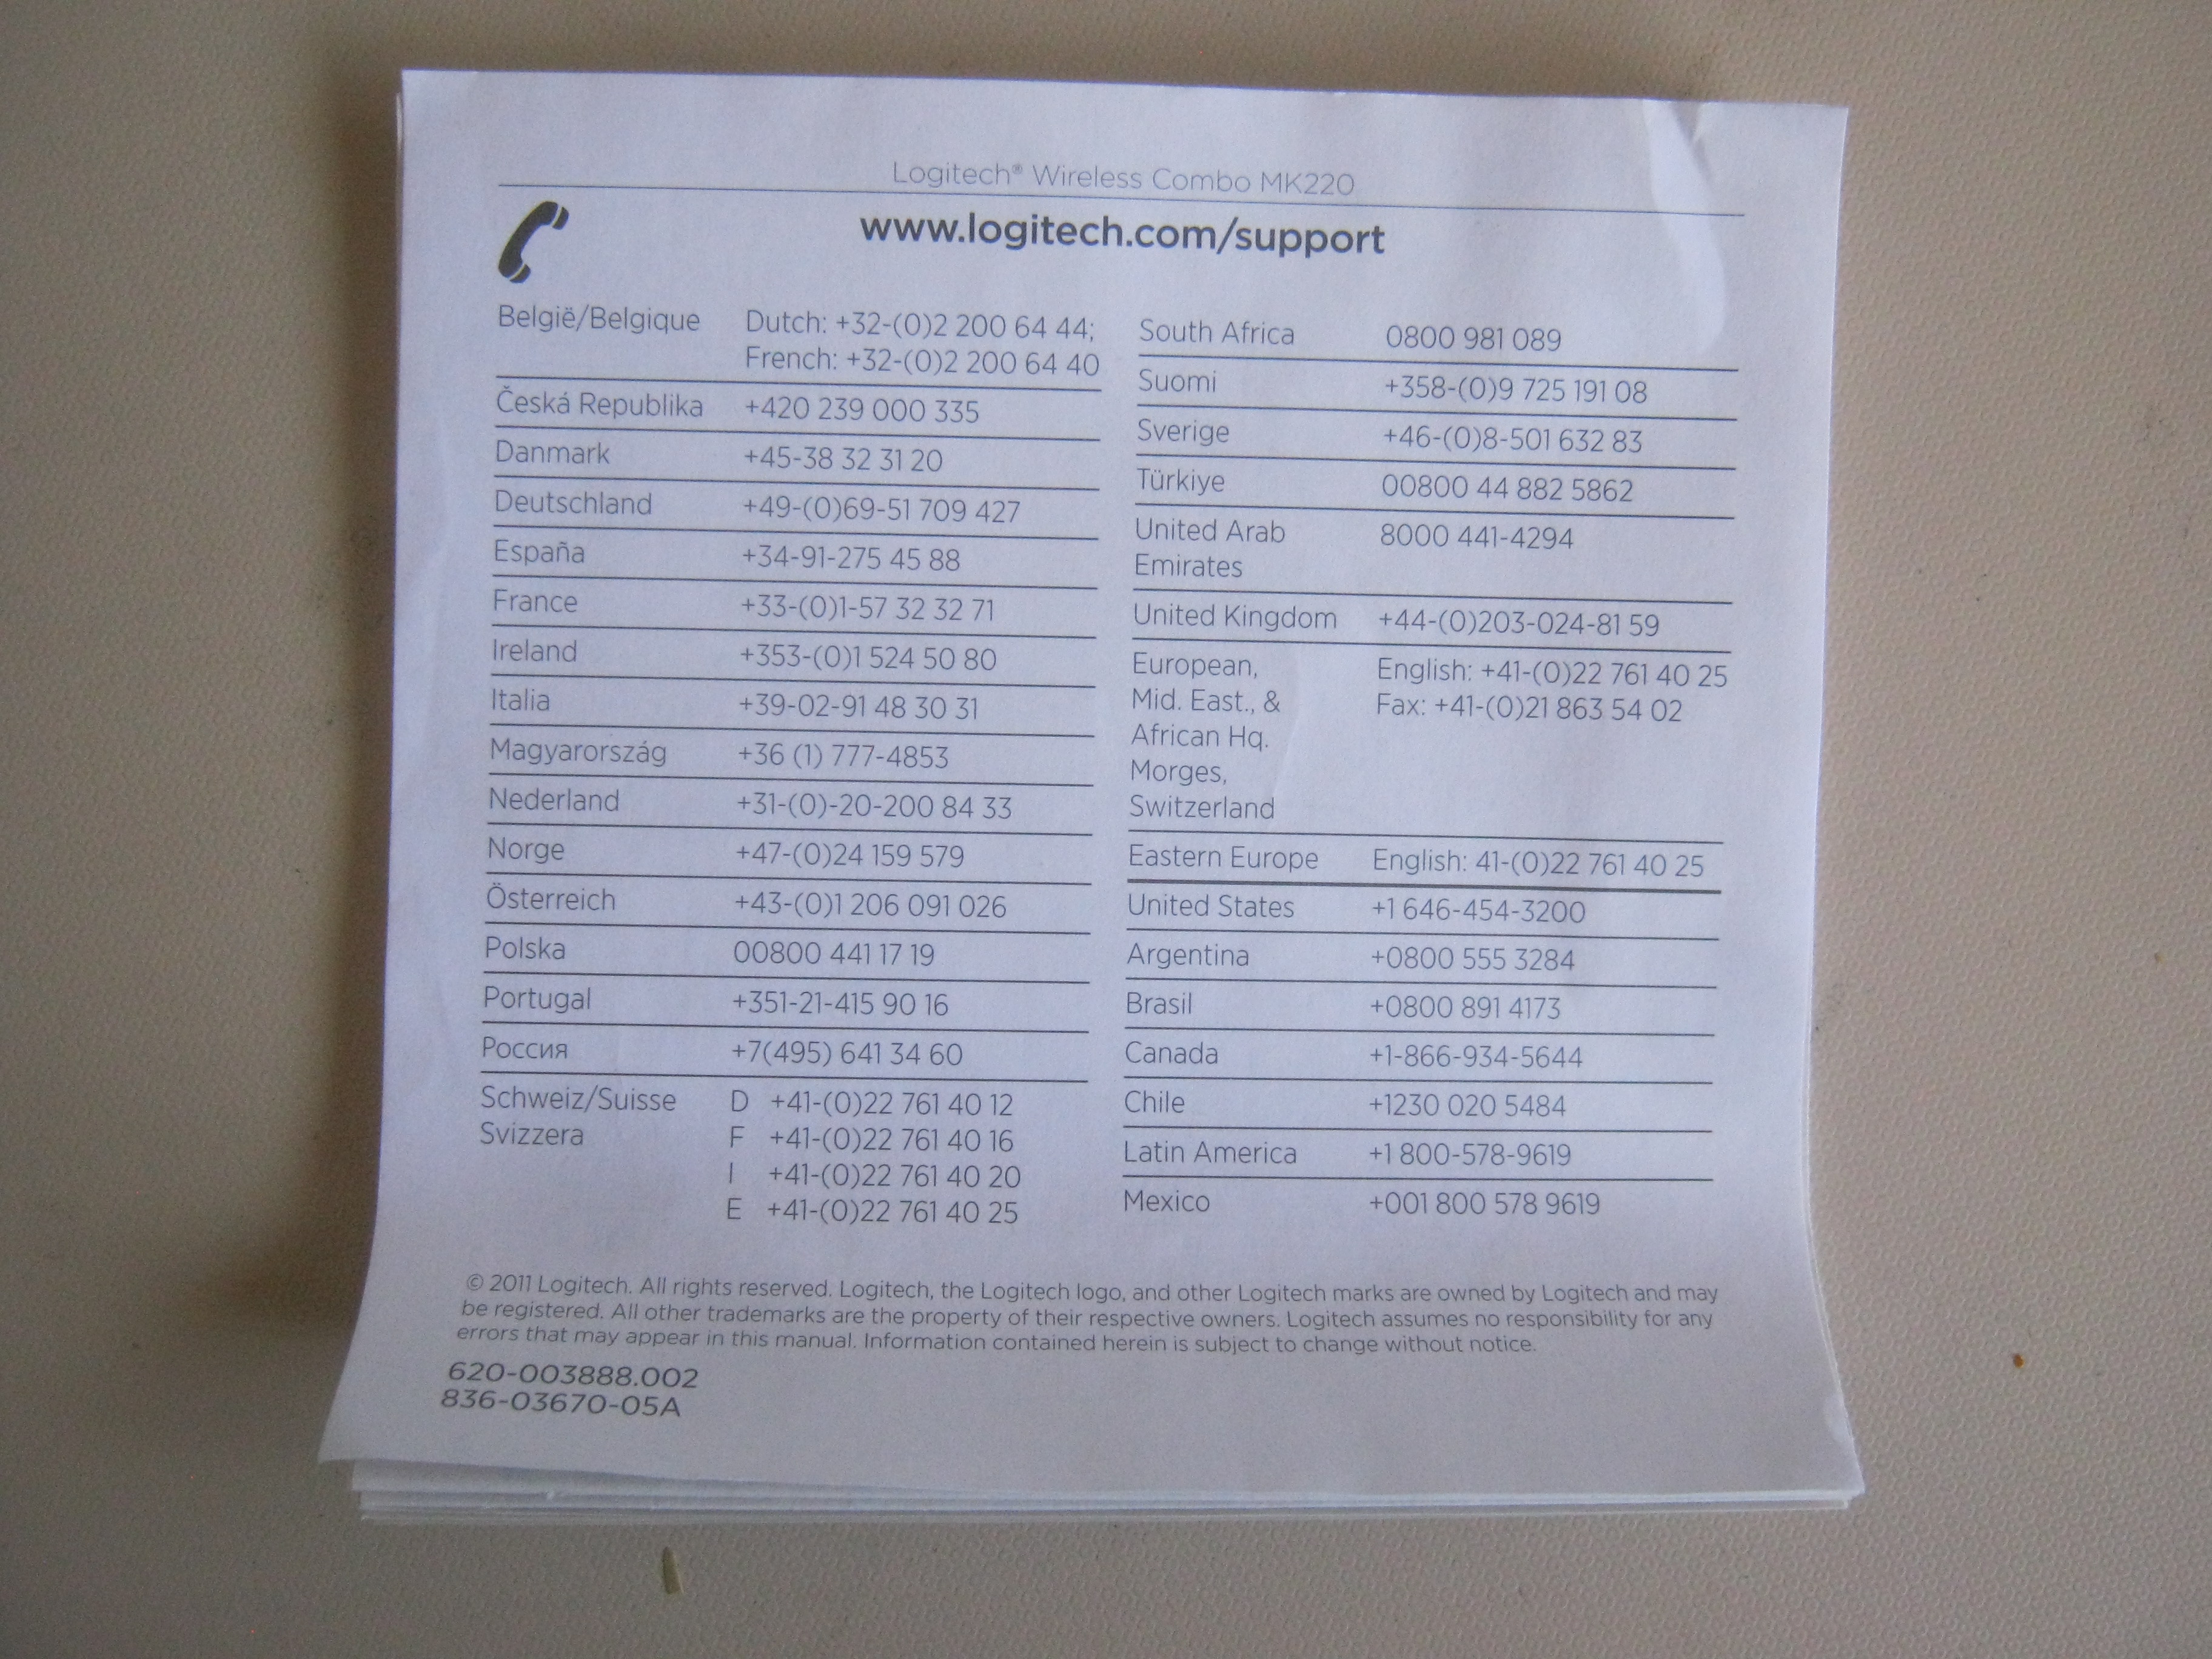 Logitech® Wireless Combo MK220
www.logitech.com/support
België/Belgique Dutch: +32-(0)2 200 64 44;
French: +32-(0)2 200 64 40
Česká Republika +420 239 000 335
Danmark +45-38 32 31 20
Deutschland +49-(0)69-51 709 427
España +34-91-275 45 88
France +33-(0)1-57 32 32 71
Ireland +353-(0)1 524 50 80
Italia +39-02-91 48 30 31
Magyarország +36 (1) 777-4853
Nederland +31-(0)-20-200 84 33
Norge +47-(0)24 159 579
Österreich +43-(0)1 206 091 026
Polska 00800 441 17 19
Portugal +351-21-415 90 16
Россия +7(495) 641 34 60
Schweiz/Suisse D +41-(0)22 761 40 12
Svizzera F +41-(0)22 761 40 16
I +41-(0)22 761 40 20
E +41-(0)22 761 40 25
South Africa 0800 981 089
Suomi +358-(0)9 725 191 08
Sverige +46-(0)8-501 632 83
Türkiye 00800 44 882 5862
United Arab 8000 441-4294
Emirates
United Kingdom +44-(0)203-024-81 59
European, English: +41-(0)22 761 40 25
Mid. East., & Fax: +41-(0)21 863 54 02
African Hq.
Morges,
Switzerland
Eastern Europe English: 41-(0)22 761 40 25
United States +1 646-454-3200
Argentina +0800 555 3284
Brasil +0800 891 4173
Canada +1-866-934-5644
Chile +1230 020 5484
Latin America +1 800-578-9619
Mexico +001 800 578 9619
© 2011 Logitech. All rights reserved. Logitech, the Logitech logo, and other Logitech marks are owned by Logitech and may
be registered. All other trademarks are the property of their respective owners. Logitech assumes no responsibility for any
errors that may appear in this manual. Information contained herein is subject to change without notice.
620-003888.002
836-03670-05A